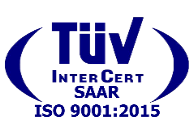 TÜV
INTERCERT
SAAR
ISO 9001:2015